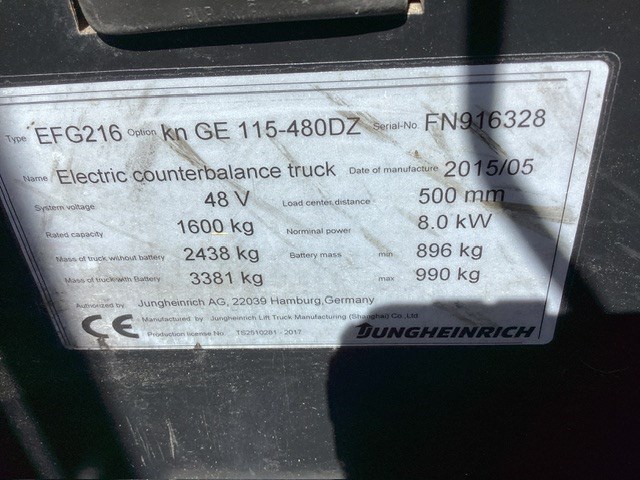 Type EFG216 Option kn GE 115-480DZ Serial-No. FN916328
Name Electric counterbalance truck Date of manufacture 2015/05
System voltage 48 V Load center,distance 500 mm
Rated capacity 1600 kg Norminal power 8.0 kW
Mass of truck without battery 2438 kg Battery mass min 896 kg
Mass of truck with Battery 3381 kg max 990 kg
Authorized by Jungheinrich AG, 22039 Hamburg,Germany
CE Manufactured by Jungheinrich Lift Truck Manufacturing (Shanghai) Co.,Ltd
Production license No. TS2510281 - 2017 JUNGHEINRICH